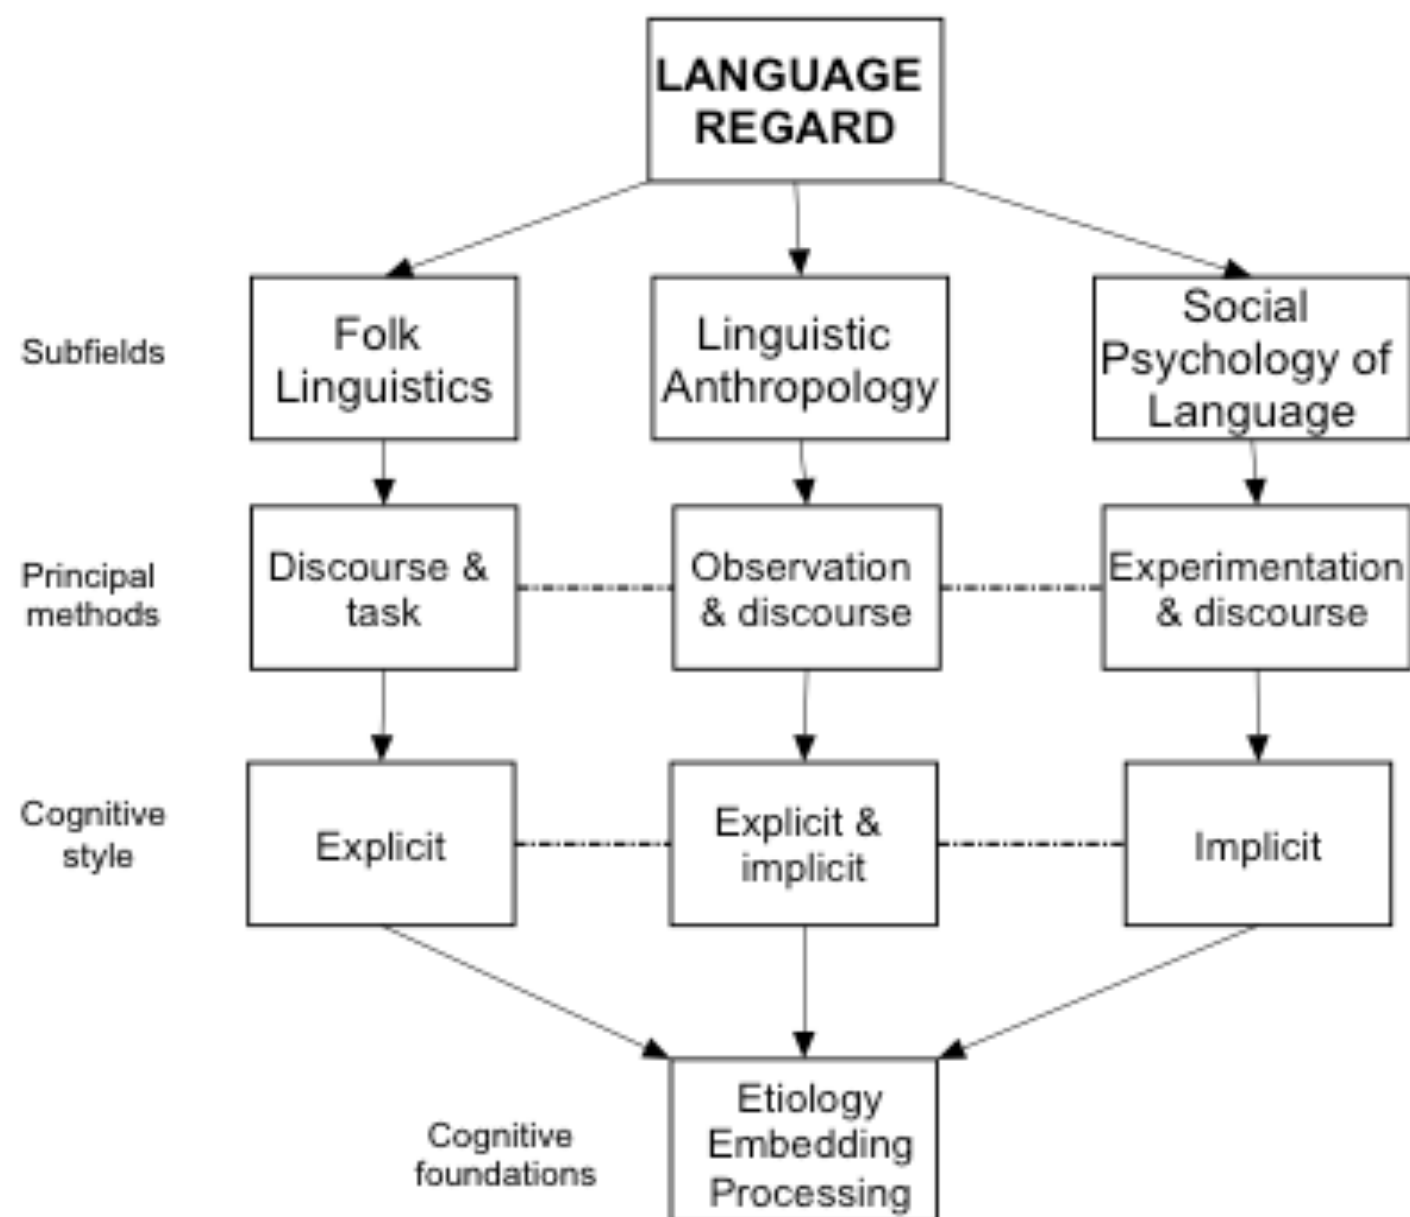 LANGUAGE
REGARD
Subfields
Folk
Linguistics
Linguistic
Anthropology
Social
Psychology of
Language
Principal
methods
Discourse &
task
Observation
& discourse
Experimentation
& discourse
Cognitive
style
Explicit
Explicit &
implicit
Implicit
Cognitive
foundations
Etiology
Embedding
Processing